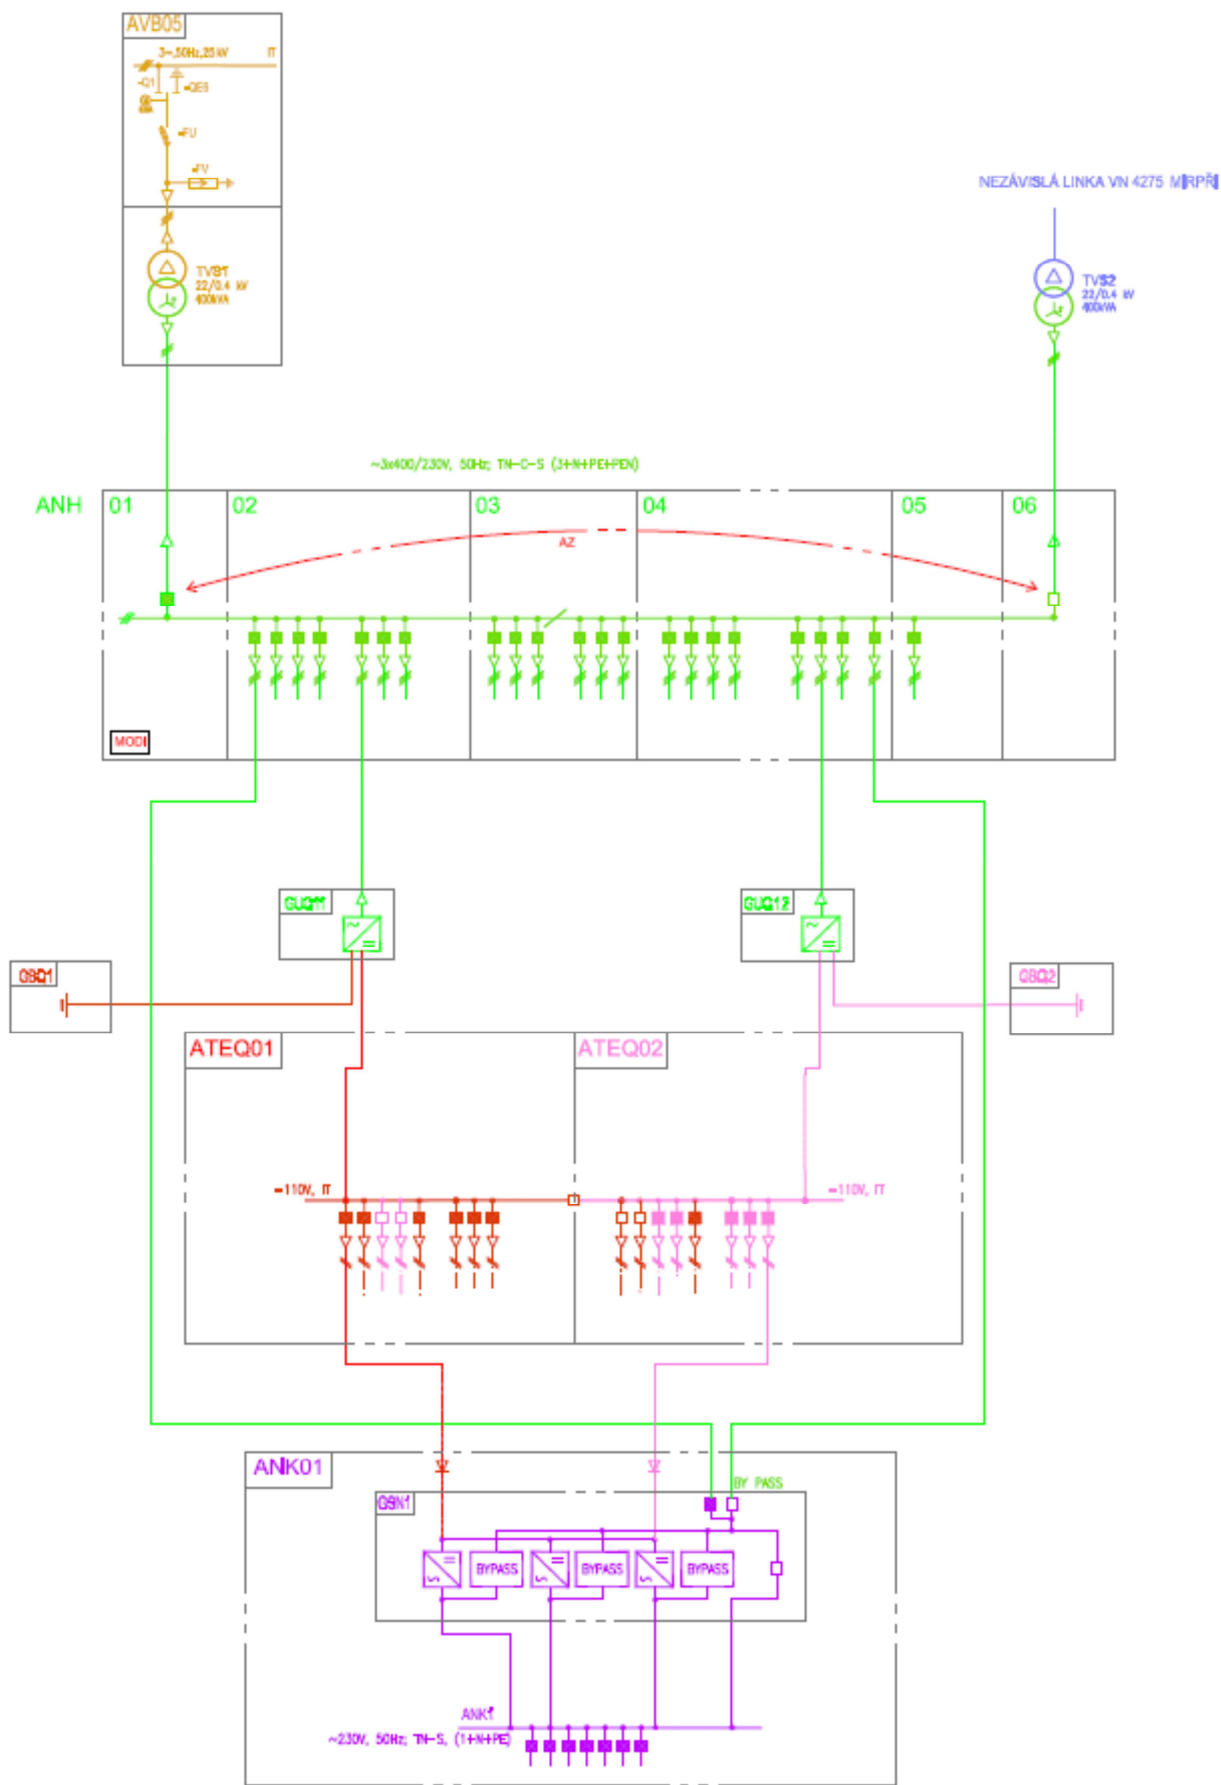 AVB05
3~,50Hz,25kV IT
-Q1
-QE8
-FU
-FV
NEZÁVISLÁ LINKA VN 4275 MÍRPŘÍ
TVS1
22/0.4 kV
400kVA
TVS2
22/0.4 kV
400kVA
~3x400/230V, 50Hz; TN-C-S (3+N+PE+PEN)
ANH 01 02 03 04 05 06
AZ
MODI
GUQ11
GUQ12
GBQ1
GBQ2
ATEQ01
ATEQ02
=110V, IT
=110V, IT
ANK01
BY PASS
GSN1
BYPASS
BYPASS
BYPASS
ANK1
~230V, 50Hz; TN-S, (1+N+PE)